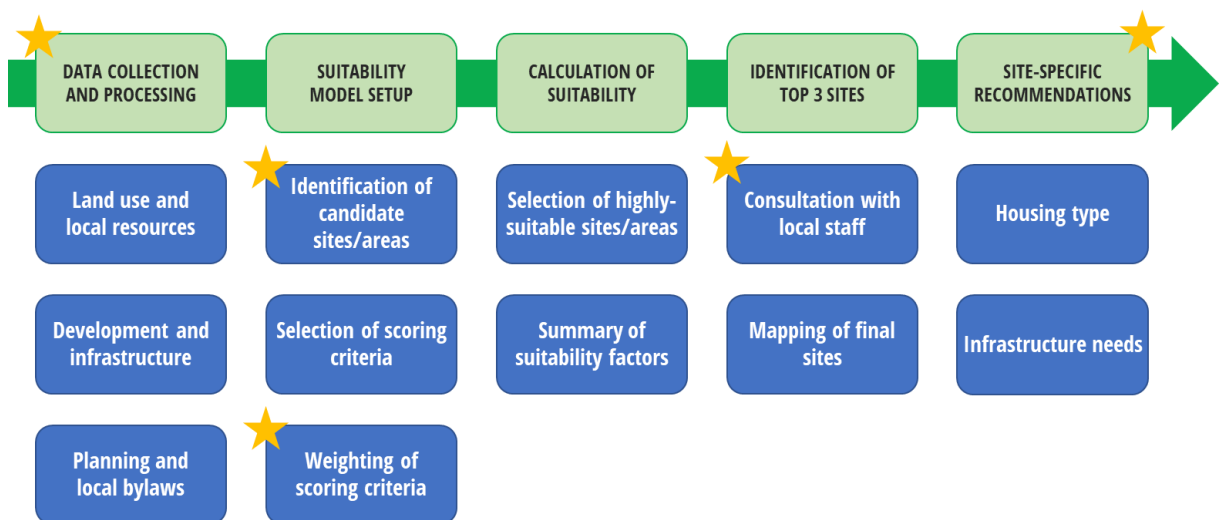 DATA COLLECTION
AND PROCESSING
SUITABILITY
MODEL SETUP
CALCULATION OF
SUITABILITY
IDENTIFICATION OF
TOP 3 SITES
SITE-SPECIFIC
RECOMMENDATIONS
Land use and
local resources
Identification of
candidate
sites/areas
Selection of highly-
suitable sites/areas
Consultation with
local staff
Housing type
Development and
infrastructure
Selection of scoring
criteria
Summary of
suitability factors
Mapping of final
sites
Infrastructure needs
Planning and
local bylaws
Weighting of
scoring criteria